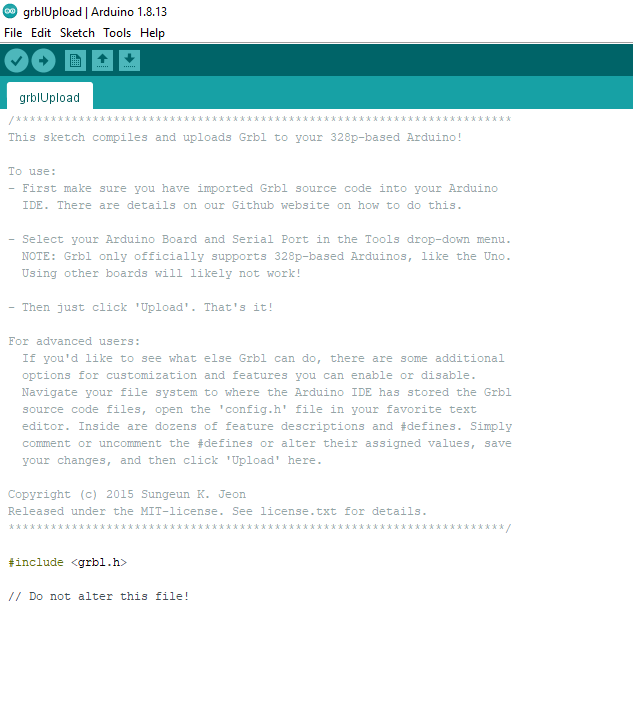 grblUpload | Arduino 1.8.13
File Edit Sketch Tools Help
grblUpload
/***********************************************************************
This sketch compiles and uploads Grbl to your 328p-based Arduino!
To use:
- First make sure you have imported Grbl source code into your Arduino
  IDE. There are details on our Github website on how to do this.
- Select your Arduino Board and Serial Port in the Tools drop-down menu.
  NOTE: Grbl only officially supports 328p-based Arduinos, like the Uno.
  Using other boards will likely not work!
- Then just click 'Upload'. That's it!
For advanced users:
  If you'd like to see what else Grbl can do, there are some additional
  options for customization and features you can enable or disable.
  Navigate your file system to where the Arduino IDE has stored the Grbl
  source code files, open the 'config.h' file in your favorite text
  editor. Inside are dozens of feature descriptions and #defines. Simply
  comment or uncomment the #defines or alter their assigned values, save
  your changes, and then click 'Upload' here.
Copyright (c) 2015 Sungeun K. Jeon
Released under the MIT-license. See license.txt for details.
***********************************************************************/
#include <grbl.h>
// Do not alter this file!